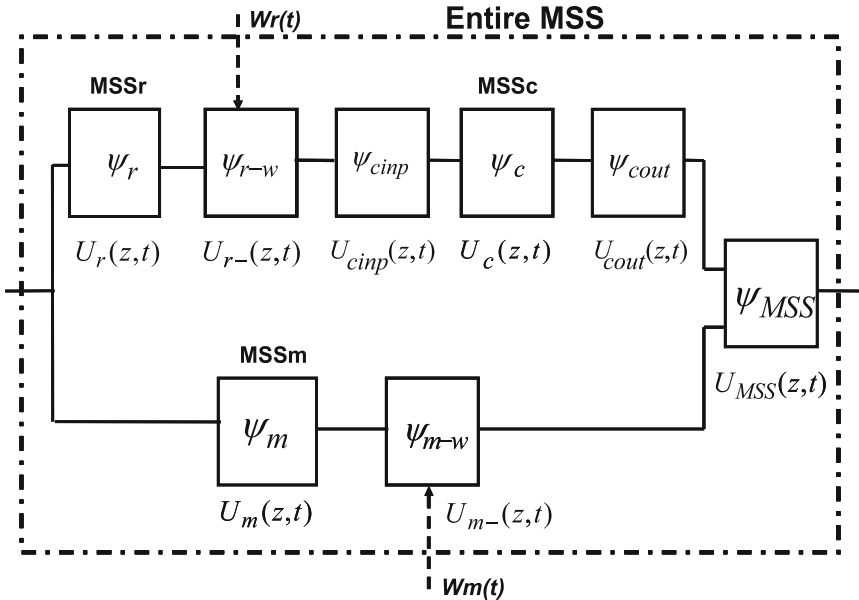 Wr(t)
Entire MSS
MSSr
MSSc
ψr
ψr−w
ψcinp
ψc
ψcout
Ur(z,t)
Ur−(z,t)
Ucinp(z,t)
Uc(z,t)
Ucout(z,t)
ψMSS
UMSS(z,t)
MSSm
ψm
ψm−w
Um(z,t)
Um−(z,t)
Wm(t)